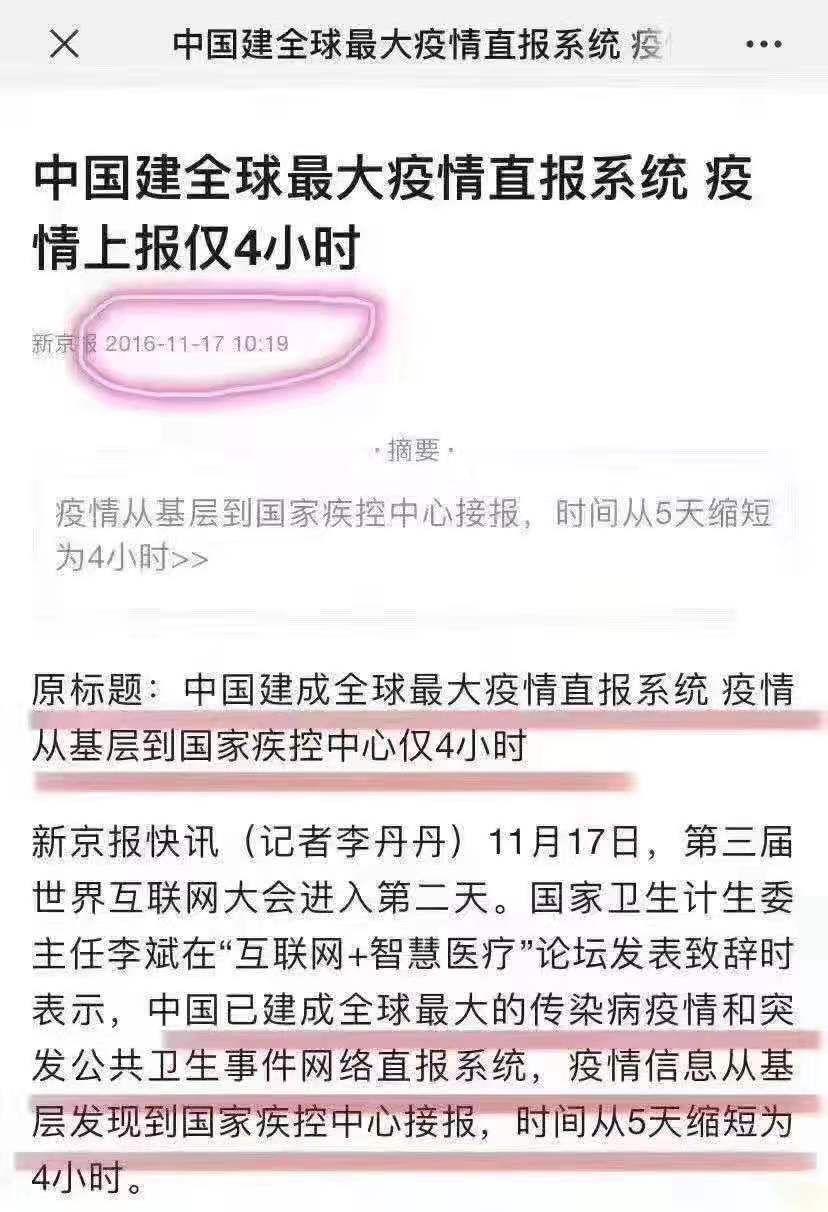 中国建全球最大疫情直报系统 疫
中国建全球最大疫情直报系统 疫
情上报仅4小时
新京报 2016-11-17 10:19
·摘要·
疫情从基层到国家疾控中心接报，时间从5天缩短
为4小时>>
原标题：中国建成全球最大疫情直报系统 疫情
从基层到国家疾控中心仅4小时
新京报快讯（记者李丹丹）11月17日，第三届
世界互联网大会进入第二天。国家卫生计生委
主任李斌在“互联网+智慧医疗”论坛发表致辞时
表示，中国已建成全球最大的传染病疫情和突
发公共卫生事件网络直报系统，疫情信息从基
层发现到国家疾控中心接报，时间从5天缩短为
4小时。